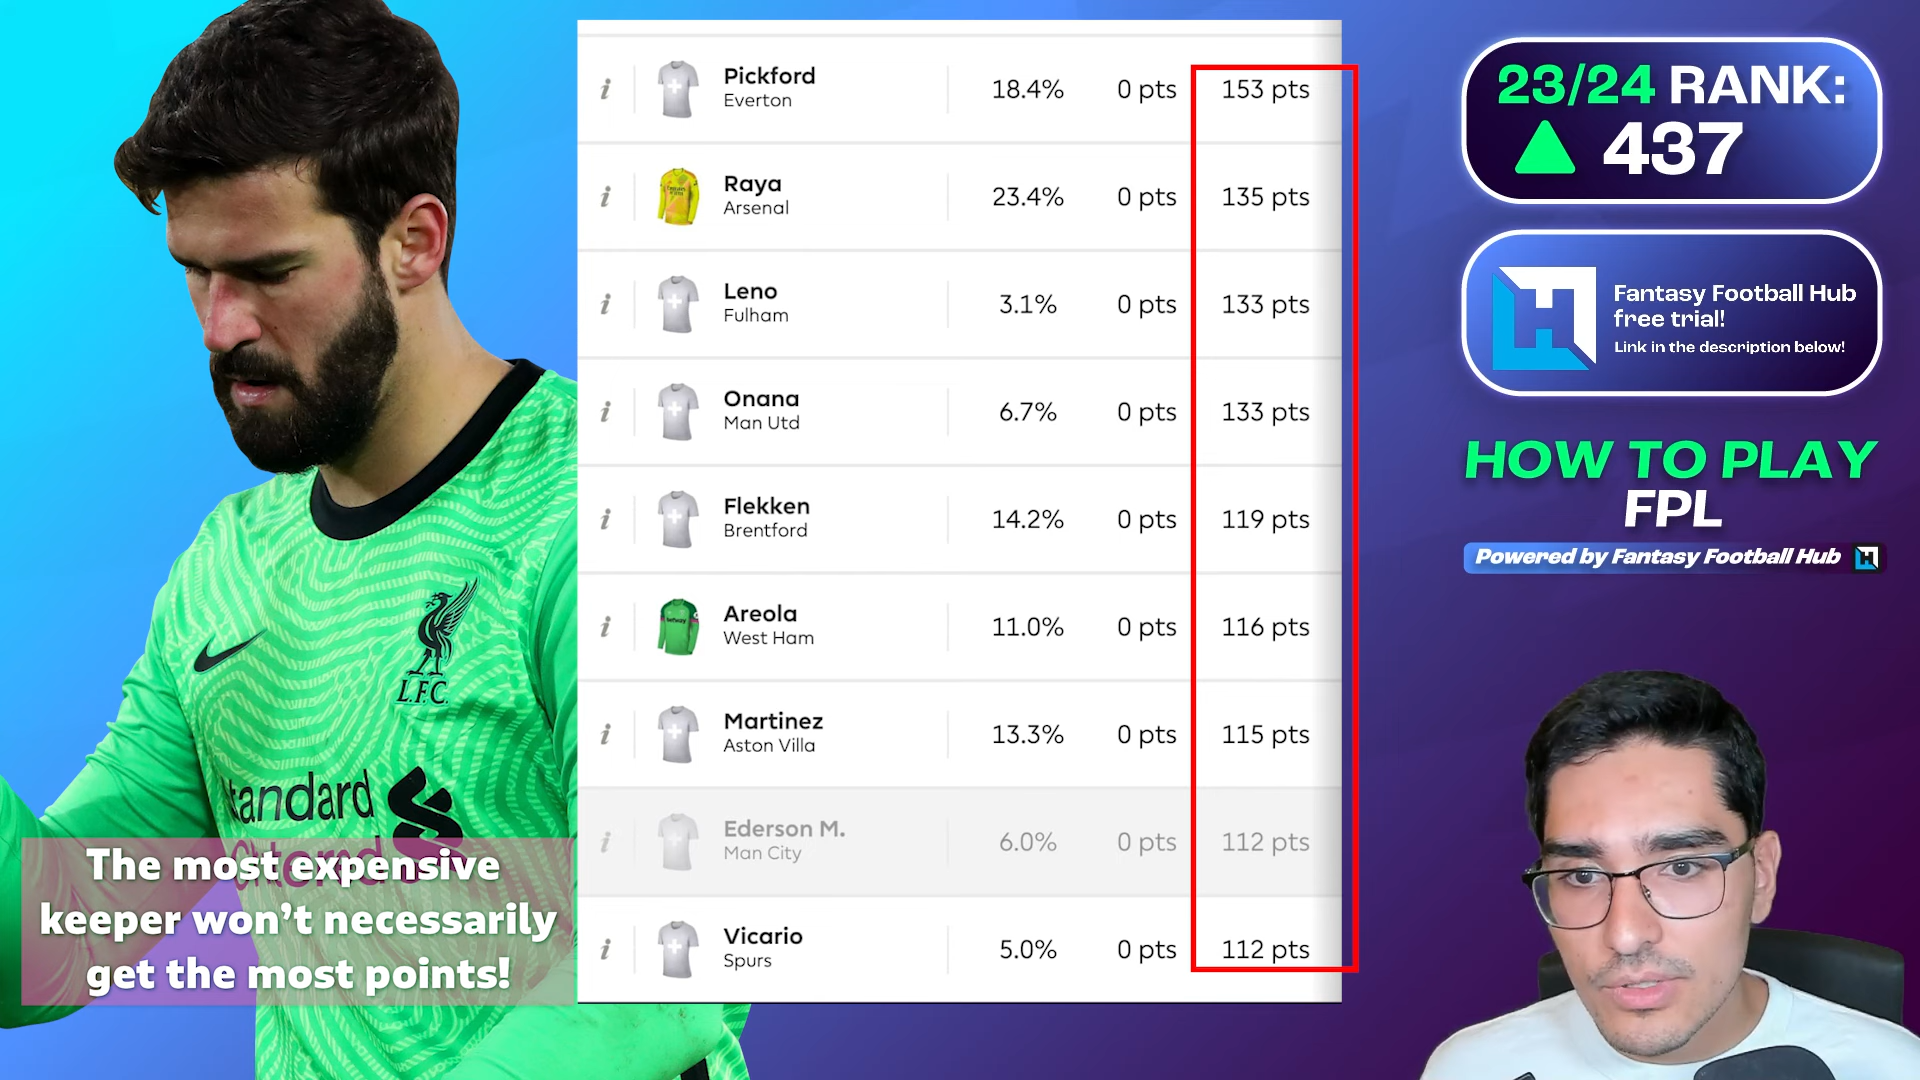 Pickford
Everton
18.4%
0 pts
153 pts
Raya
Arsenal
23.4%
0 pts
135 pts
Leno
Fulham
3.1%
0 pts
133 pts
Onana
Man Utd
6.7%
0 pts
133 pts
Flekken
Brentford
14.2%
0 pts
119 pts
Areola
West Ham
11.0%
0 pts
116 pts
Martinez
Aston Villa
13.3%
0 pts
115 pts
Ederson M.
Man City
6.0%
0 pts
112 pts
Vicario
Spurs
5.0%
0 pts
112 pts
L.F.C.
Standard
Chartered
The most expensive
keeper won't necessarily
get the most points!
23/24 RANK:
437
Fantasy Football Hub
free trial!
Link in the description below!
HOW TO PLAY
FPL
Powered by Fantasy Football Hub